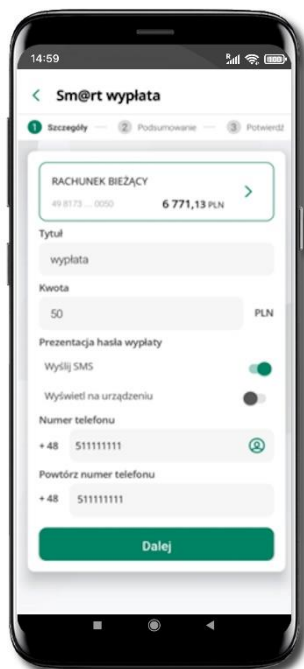 14:59
Sm@rt wypłata
1 Szczegóły 2 Podsumowanie 3 Potwierdź
RACHUNEK BIEŻĄCY
49 8173 ... 0050 6 771,13 PLN
Tytuł
wypłata
Kwota
50 PLN
Prezentacja hasła wypłaty
Wyślij SMS
Wyświetl na urządzeniu
Numer telefonu
+ 48 511111111
Powtórz numer telefonu
+ 48 511111111
Dalej